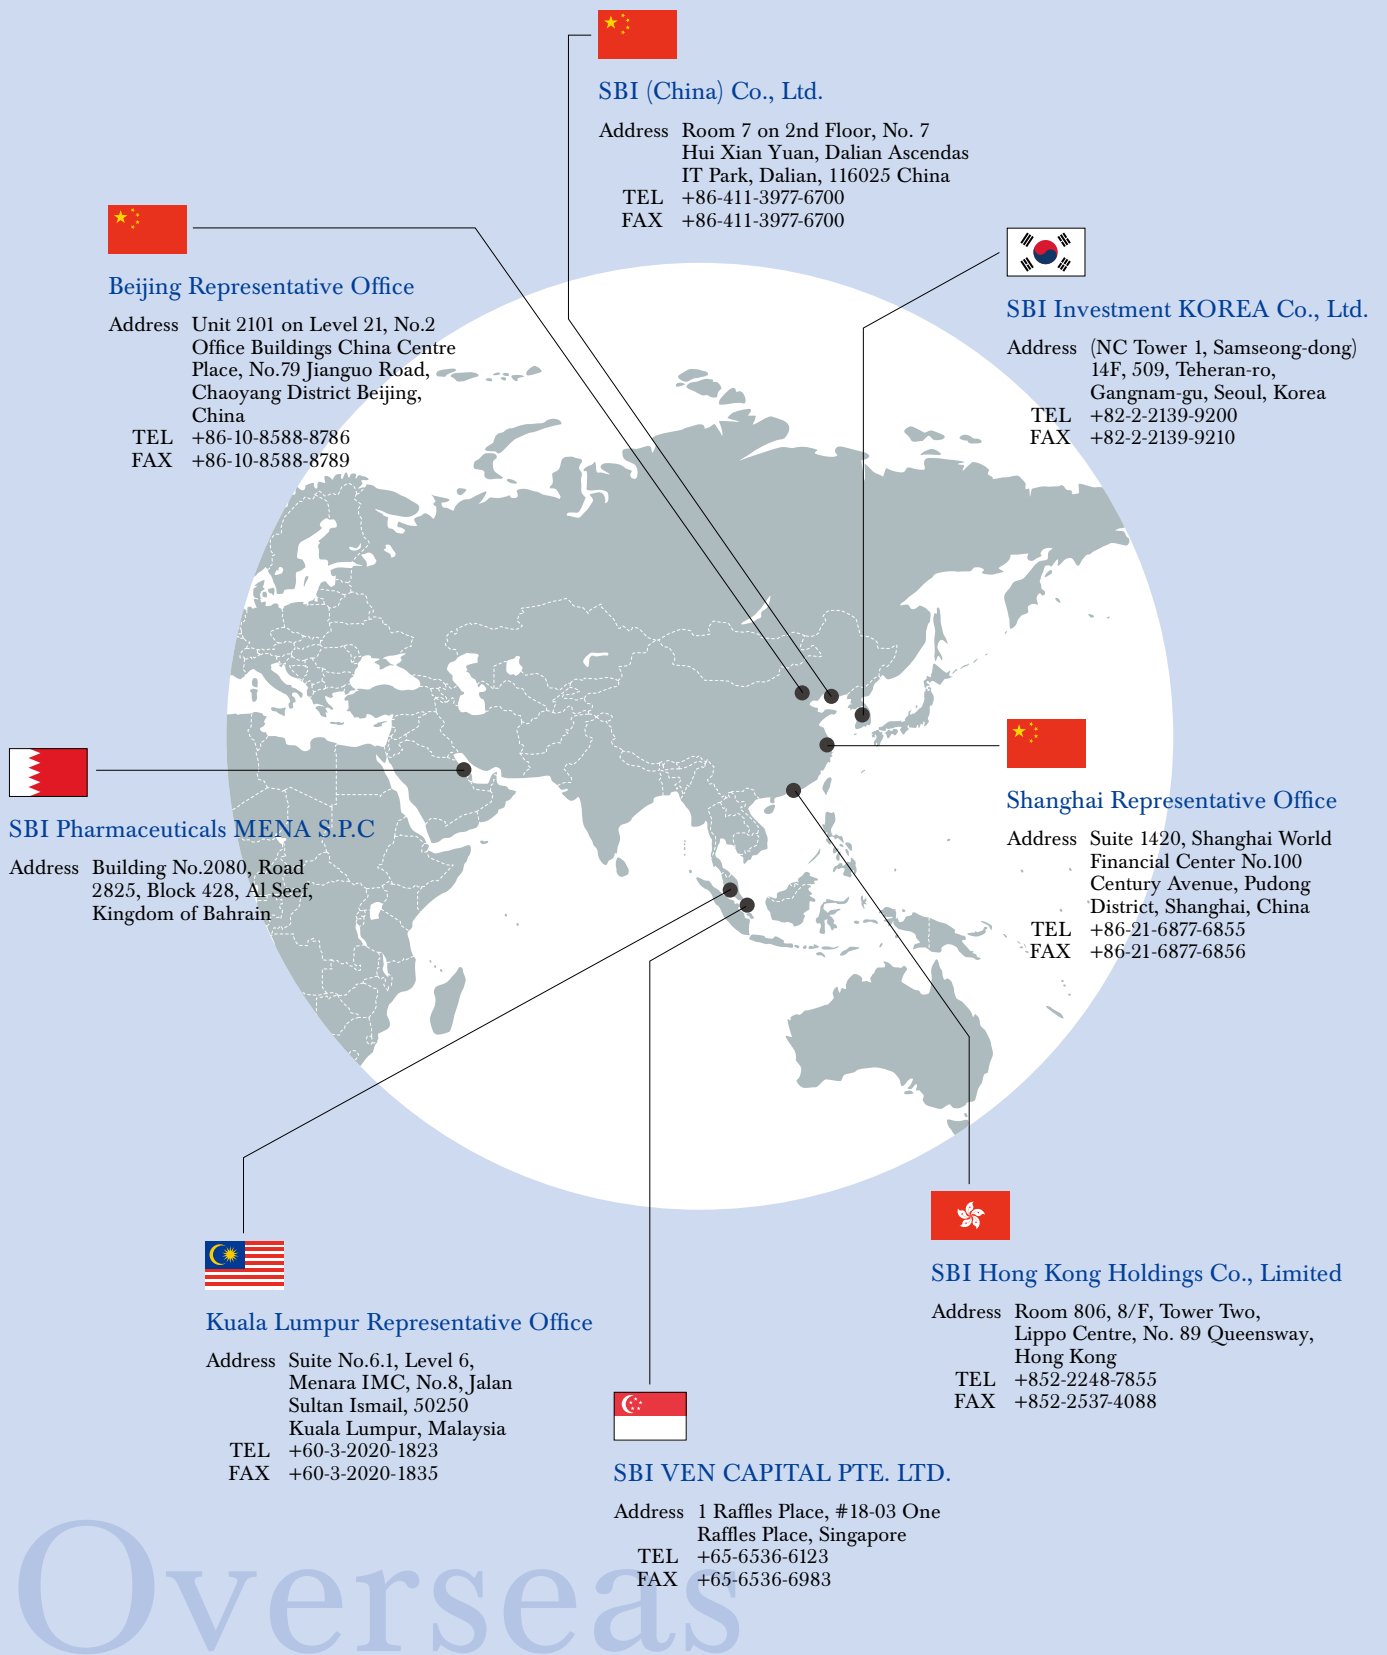 SBI (China) Co., Ltd.
Address Room 7 on 2nd Floor, No. 7
Hui Xian Yuan, Dalian Ascendas
IT Park, Dalian, 116025 China
TEL +86-411-3977-6700
FAX +86-411-3977-6700
Beijing Representative Office
Address Unit 2101 on Level 21, No.2
Office Buildings China Centre
Place, No.79 Jianguo Road,
Chaoyang District Beijing,
China
TEL +86-10-8588-8786
FAX +86-10-8588-8789
SBI Investment KOREA Co., Ltd.
Address (NC Tower 1, Samseong-dong)
14F, 509, Teheran-ro,
Gangnam-gu, Seoul, Korea
TEL +82-2-2139-9200
FAX +82-2-2139-9210
SBI Pharmaceuticals MENA S.P.C
Address Building No.2080, Road
2825, Block 428, Al Seef,
Kingdom of Bahrain
Shanghai Representative Office
Address Suite 1420, Shanghai World
Financial Center No.100
Century Avenue, Pudong
District, Shanghai, China
TEL +86-21-6877-6855
FAX +86-21-6877-6856
SBI Hong Kong Holdings Co., Limited
Address Room 806, 8/F, Tower Two,
Lippo Centre, No. 89 Queensway,
Hong Kong
TEL +852-2248-7855
FAX +852-2537-4088
Kuala Lumpur Representative Office
Address Suite No.6.1, Level 6,
Menara IMC, No.8, Jalan
Sultan Ismail, 50250
Kuala Lumpur, Malaysia
TEL +60-3-2020-1823
FAX +60-3-2020-1835
SBI VEN CAPITAL PTE. LTD.
Address 1 Raffles Place, #18-03 One
Raffles Place, Singapore
TEL +65-6536-6123
FAX +65-6536-6983
Overseas